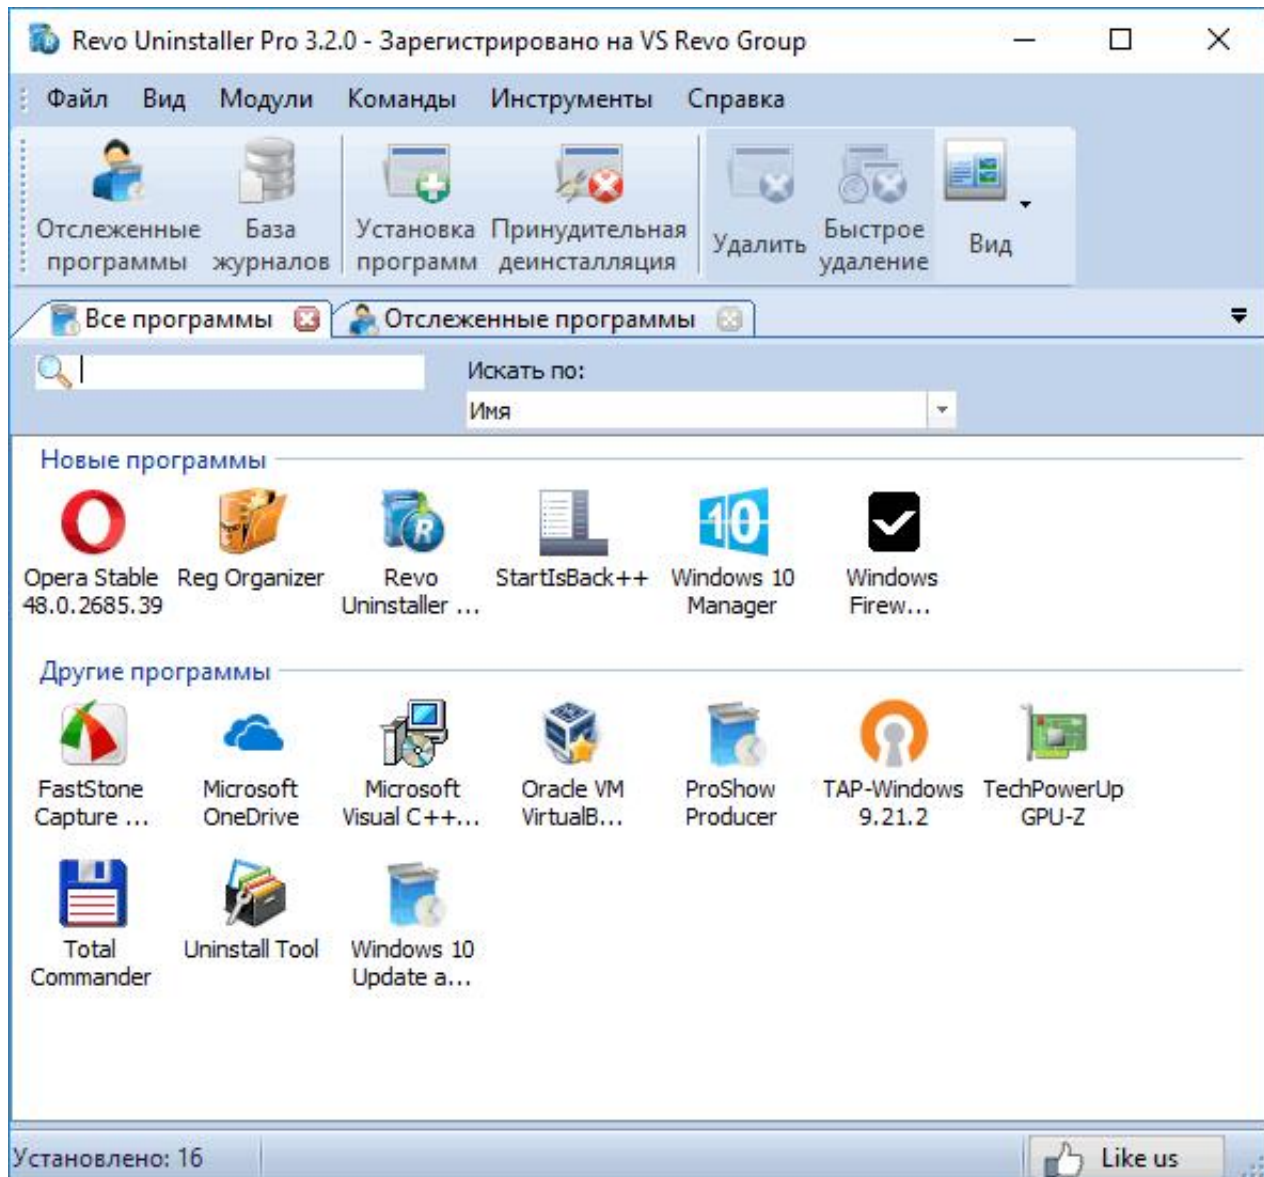 Revo Uninstaller Pro 3.2.0 - Зарегистрировано на VS Revo Group
Файл Вид Модули Команды Инструменты Справка
Отслеженные программы
База журналов
Установка программ
Принудительная деинсталляция
Удалить
Быстрое удаление
Вид
Все программы
Отслеженные программы
Искать по:
Имя
Новые программы
Opera Stable
48.0.2685.39
Reg Organizer
Revo
Uninstaller ...
StartIsBack++
Windows 10
Manager
Windows
Firew...
Другие программы
FastStone
Capture ...
Microsoft
OneDrive
Microsoft
Visual C++...
Oracle VM
VirtualB...
ProShow
Producer
TAP-Windows
9.21.2
TechPowerUp
GPU-Z
Total
Commander
Uninstall Tool
Windows 10
Update a...
Установлено: 16
Like us